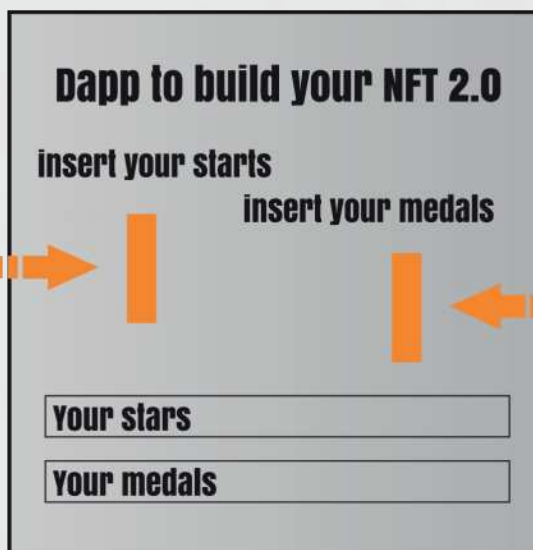 Dapp to build your NFT 2.0
insert your starts
insert your medals
Your stars
Your medals